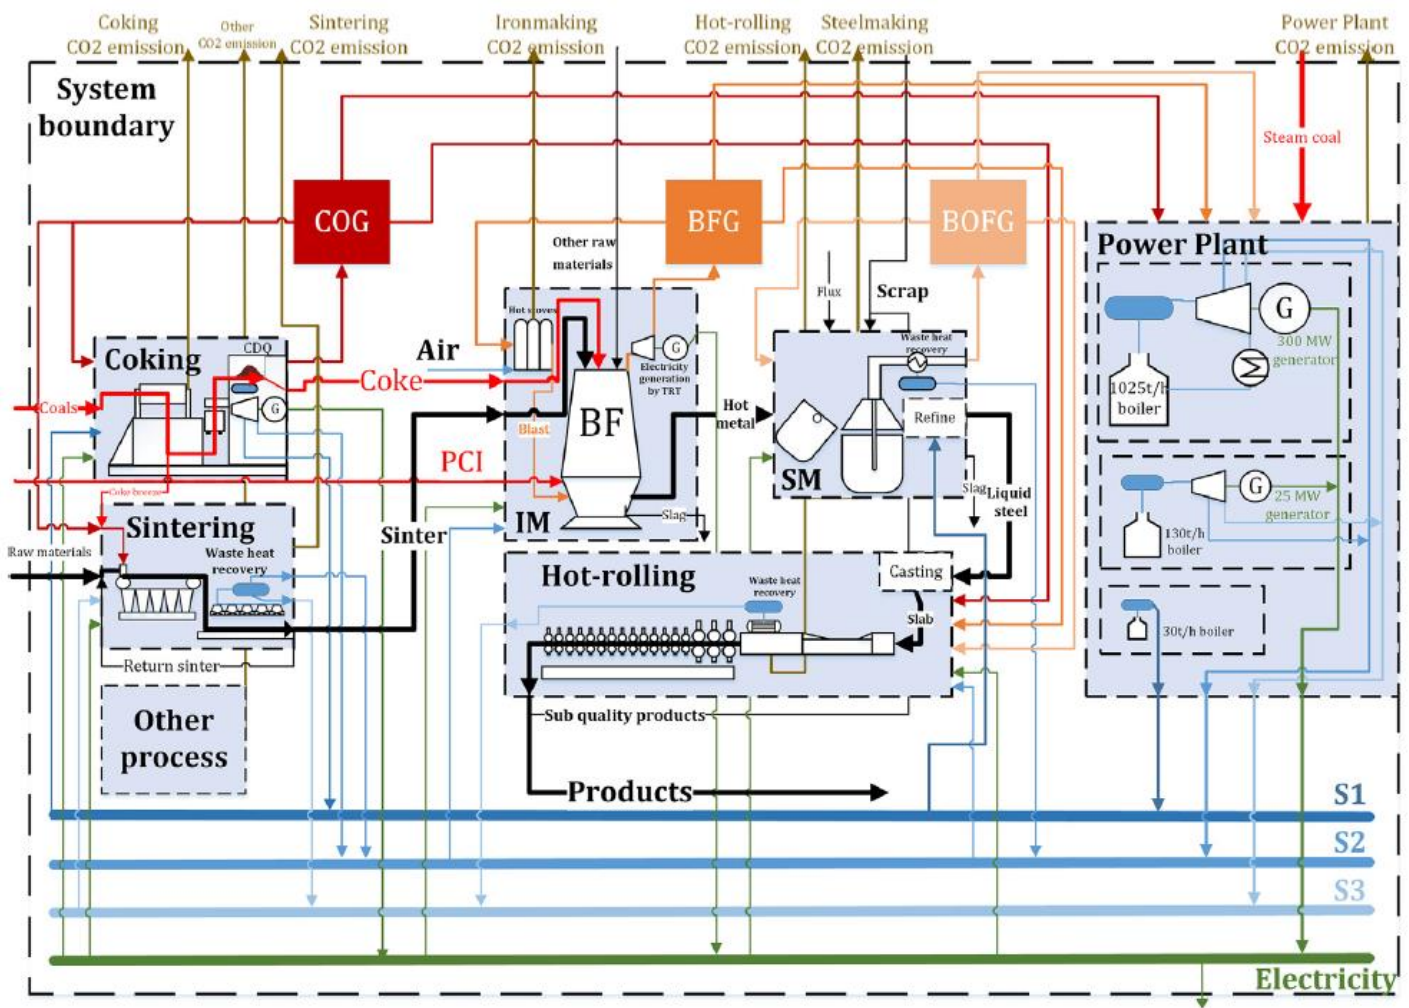 Coking
CO2 emission
Other
CO2 emission
Sintering
CO2 emission
Ironmaking
CO2 emission
Hot-rolling
CO2 emission
Steelmaking
CO2 emission
Power Plant
CO2 emission
System
boundary
Steam coal
COG
BFG
BOFG
Other raw
materials
Power Plant
Flux
Scrap
Hot stoves
G
300 MW
generator
1025t/h
boiler
Coking
CDQ
G
Air
Coke
Coals
G
Electricity
generation
by TRT
BF
Blast
Hot
metal
Waste heat
recovery
Refine
SM
PCI
Coke breeze
IM
Slag
Slag
Liquid
steel
G
25 MW
generator
130t/h
boiler
Sintering
Sinter
Raw materials
Waste heat
recovery
Return sinter
Hot-rolling
Casting
Waste heat
recovery
Slab
30t/h boiler
Other
process
Sub quality products
Products
S1
S2
S3
Electricity